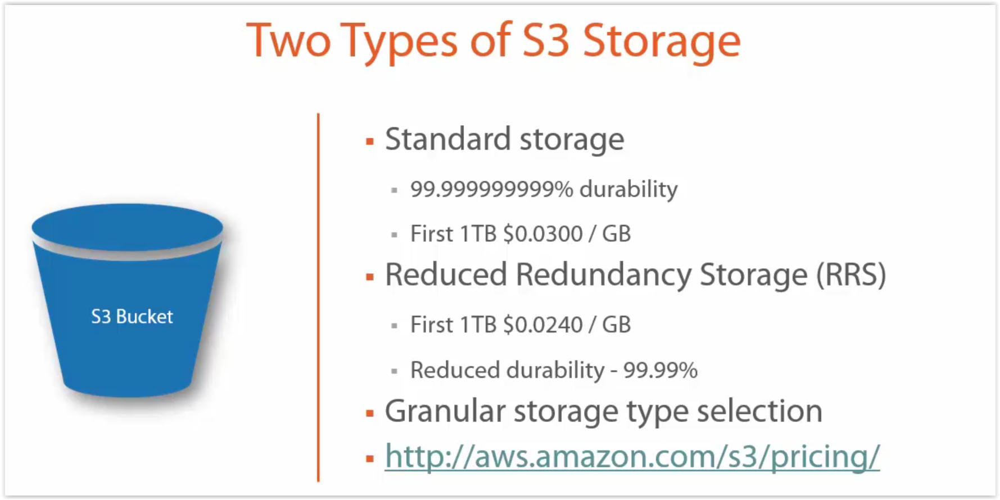 Two Types of S3 Storage
Standard storage
99.999999999% durability
First 1TB $0.0300 / GB
Reduced Redundancy Storage (RRS)
First 1TB $0.0240 / GB
Reduced durability - 99.99%
Granular storage type selection
http://aws.amazon.com/s3/pricing/
S3 Bucket